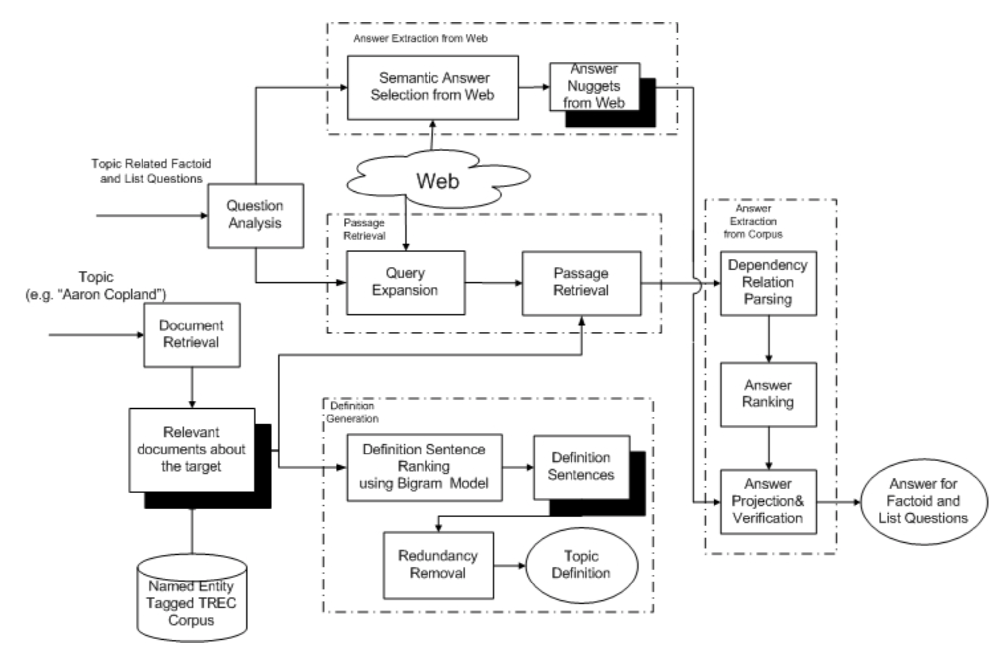 Answer Extraction from Web
Semantic Answer
Selection from Web
Answer
Nuggets
from Web
Topic Related Factoid
and List Questions
Web
Question
Analysis
Passage
Retrieval
Answer
Extraction
from Corpus
Query
Expansion
Passage
Retrieval
Dependency
Relation
Parsing
Topic
(e.g. “Aaron Copland”)
Document
Retrieval
Answer
Ranking
Relevant
documents about
the target
Definition
Generation
Definition Sentence
Ranking
using Bigram Model
Definition
Sentences
Answer
Projection&
Verification
Answer for
Factoid and
List Questions
Redundancy
Removal
Topic
Definition
Named Entity
Tagged TREC
Corpus